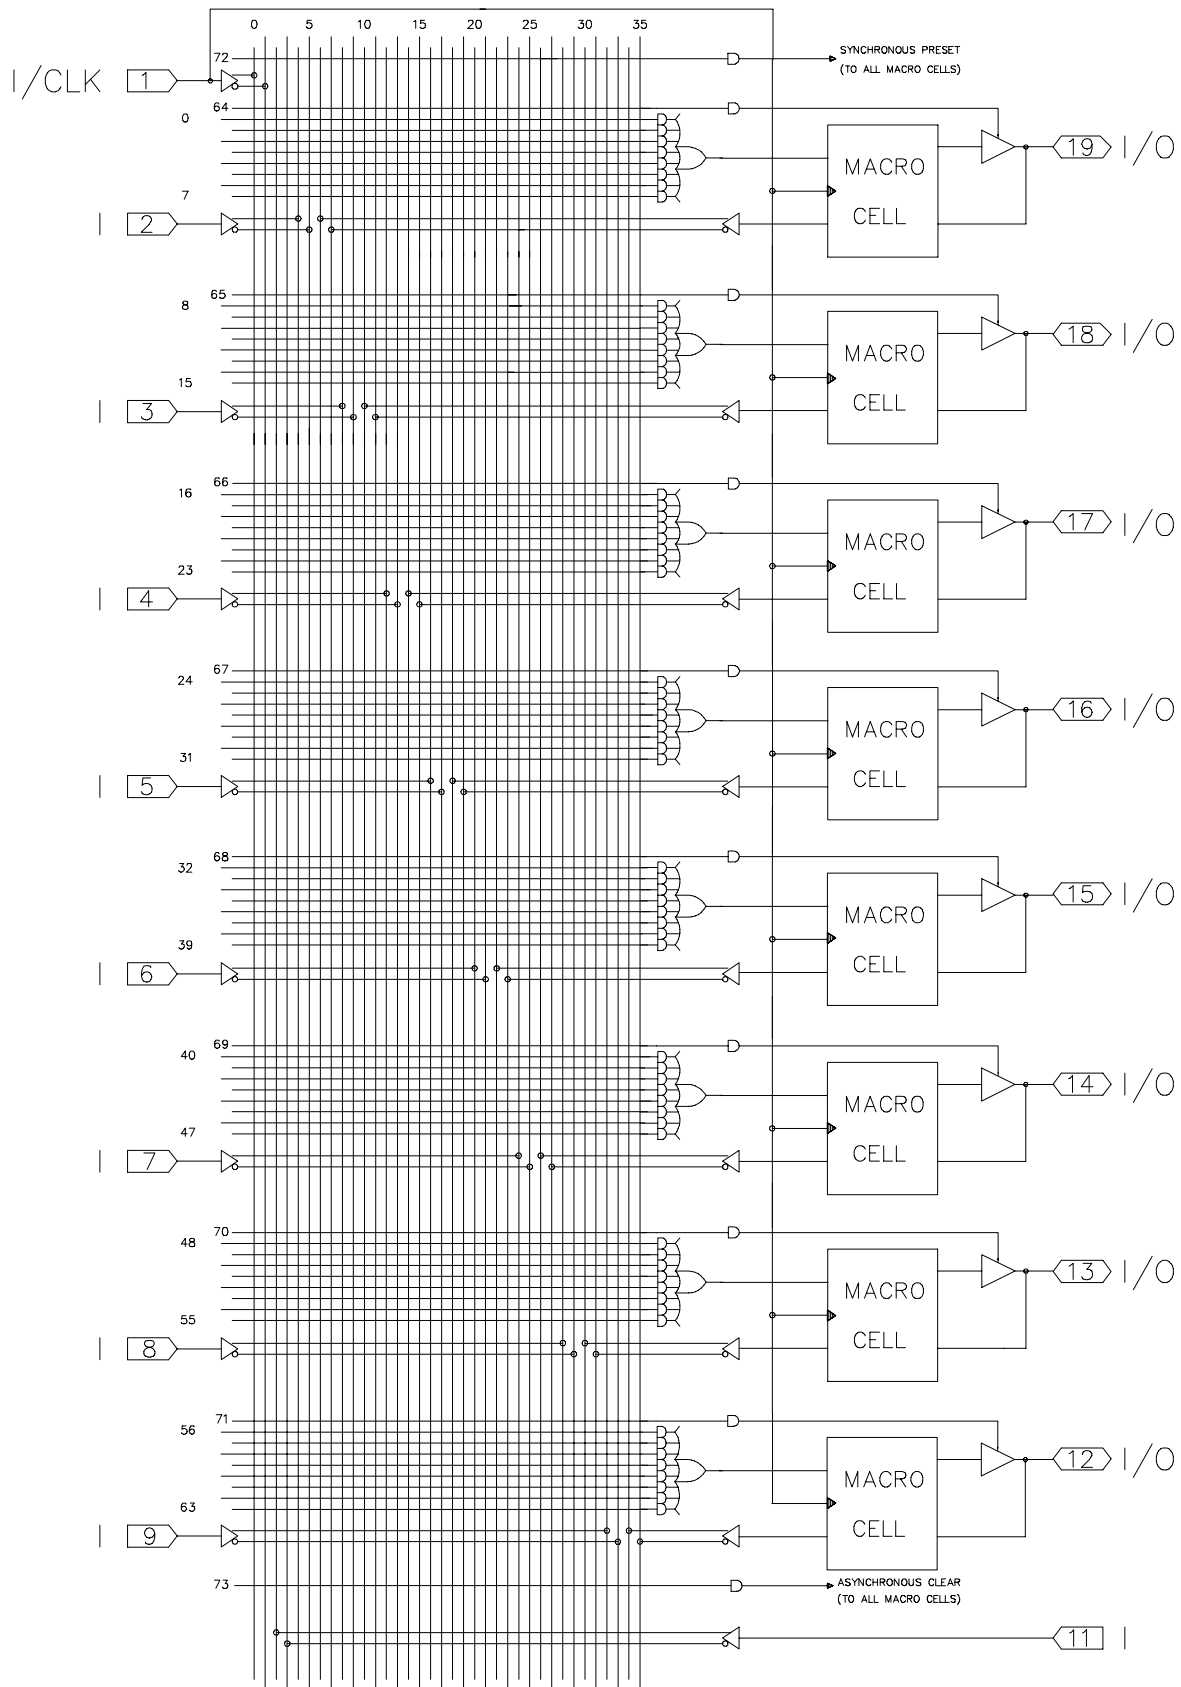 0 5 10 15 20 25 30 35
72 SYNCHRONOUS PRESET
(TO ALL MACRO CELLS)
I/CLK 1
64
0
MACRO
CELL
19 I/O
7
I 2
65
8
MACRO
CELL
18 I/O
15
I 3
66
16
MACRO
CELL
17 I/O
23
I 4
67
24
MACRO
CELL
16 I/O
31
I 5
68
32
MACRO
CELL
15 I/O
39
I 6
69
40
MACRO
CELL
14 I/O
47
I 7
70
48
MACRO
CELL
13 I/O
55
I 8
71
56
MACRO
CELL
12 I/O
63
I 9
73 ASYNCHRONOUS CLEAR
(TO ALL MACRO CELLS)
11 I